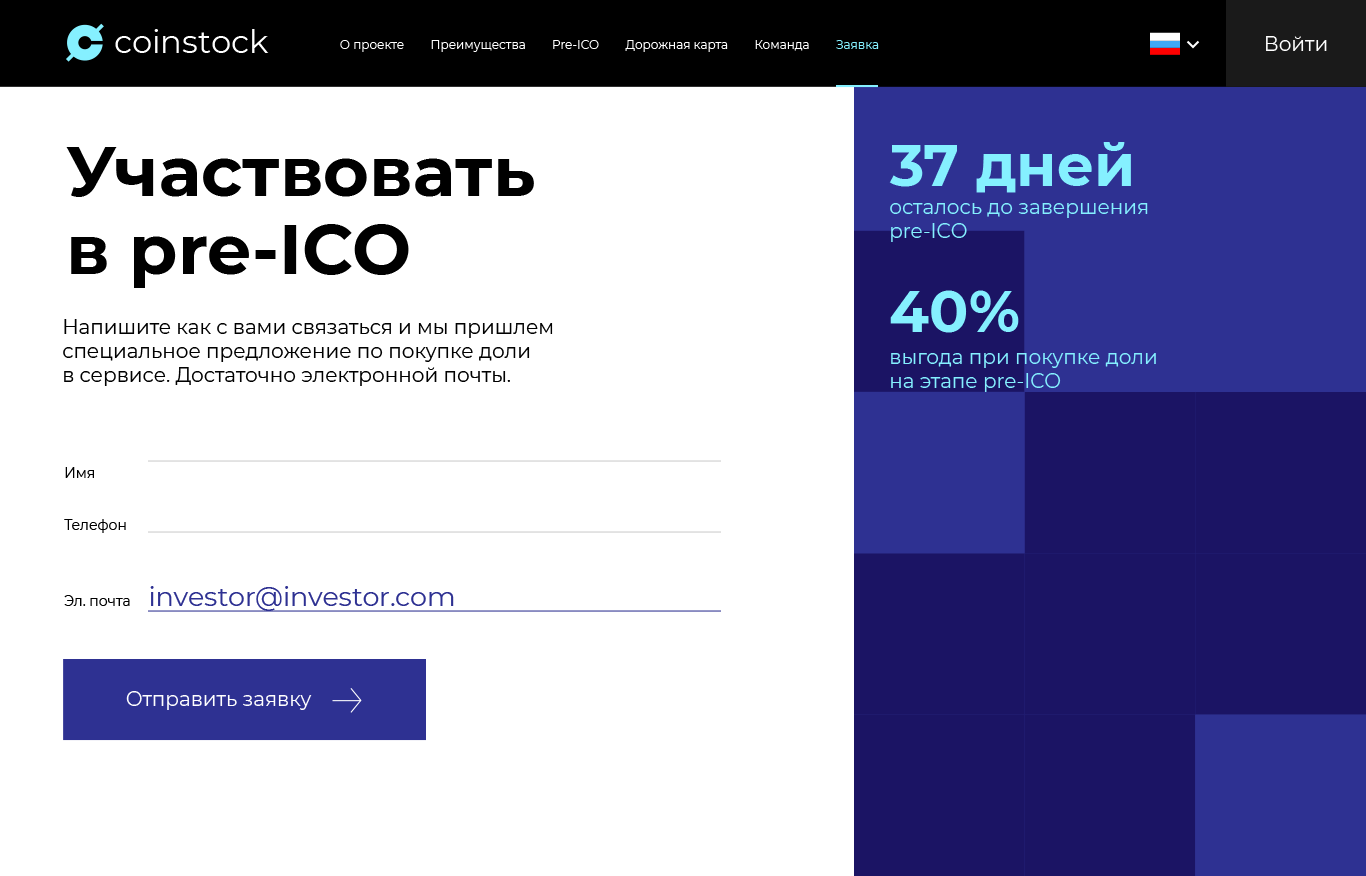 coinstock
О проекте
Преимущества
Pre-ICO
Дорожная карта
Команда
Заявка
Войти
Участвовать
в pre-ICO
Напишите как с вами связаться и мы пришлем
специальное предложение по покупке доли
в сервисе. Достаточно электронной почты.
Имя
Телефон
Эл. почта
investor@investor.com
Отправить заявку
37 дней
осталось до завершения
pre-ICO
40%
выгода при покупке доли
на этапе pre-ICO